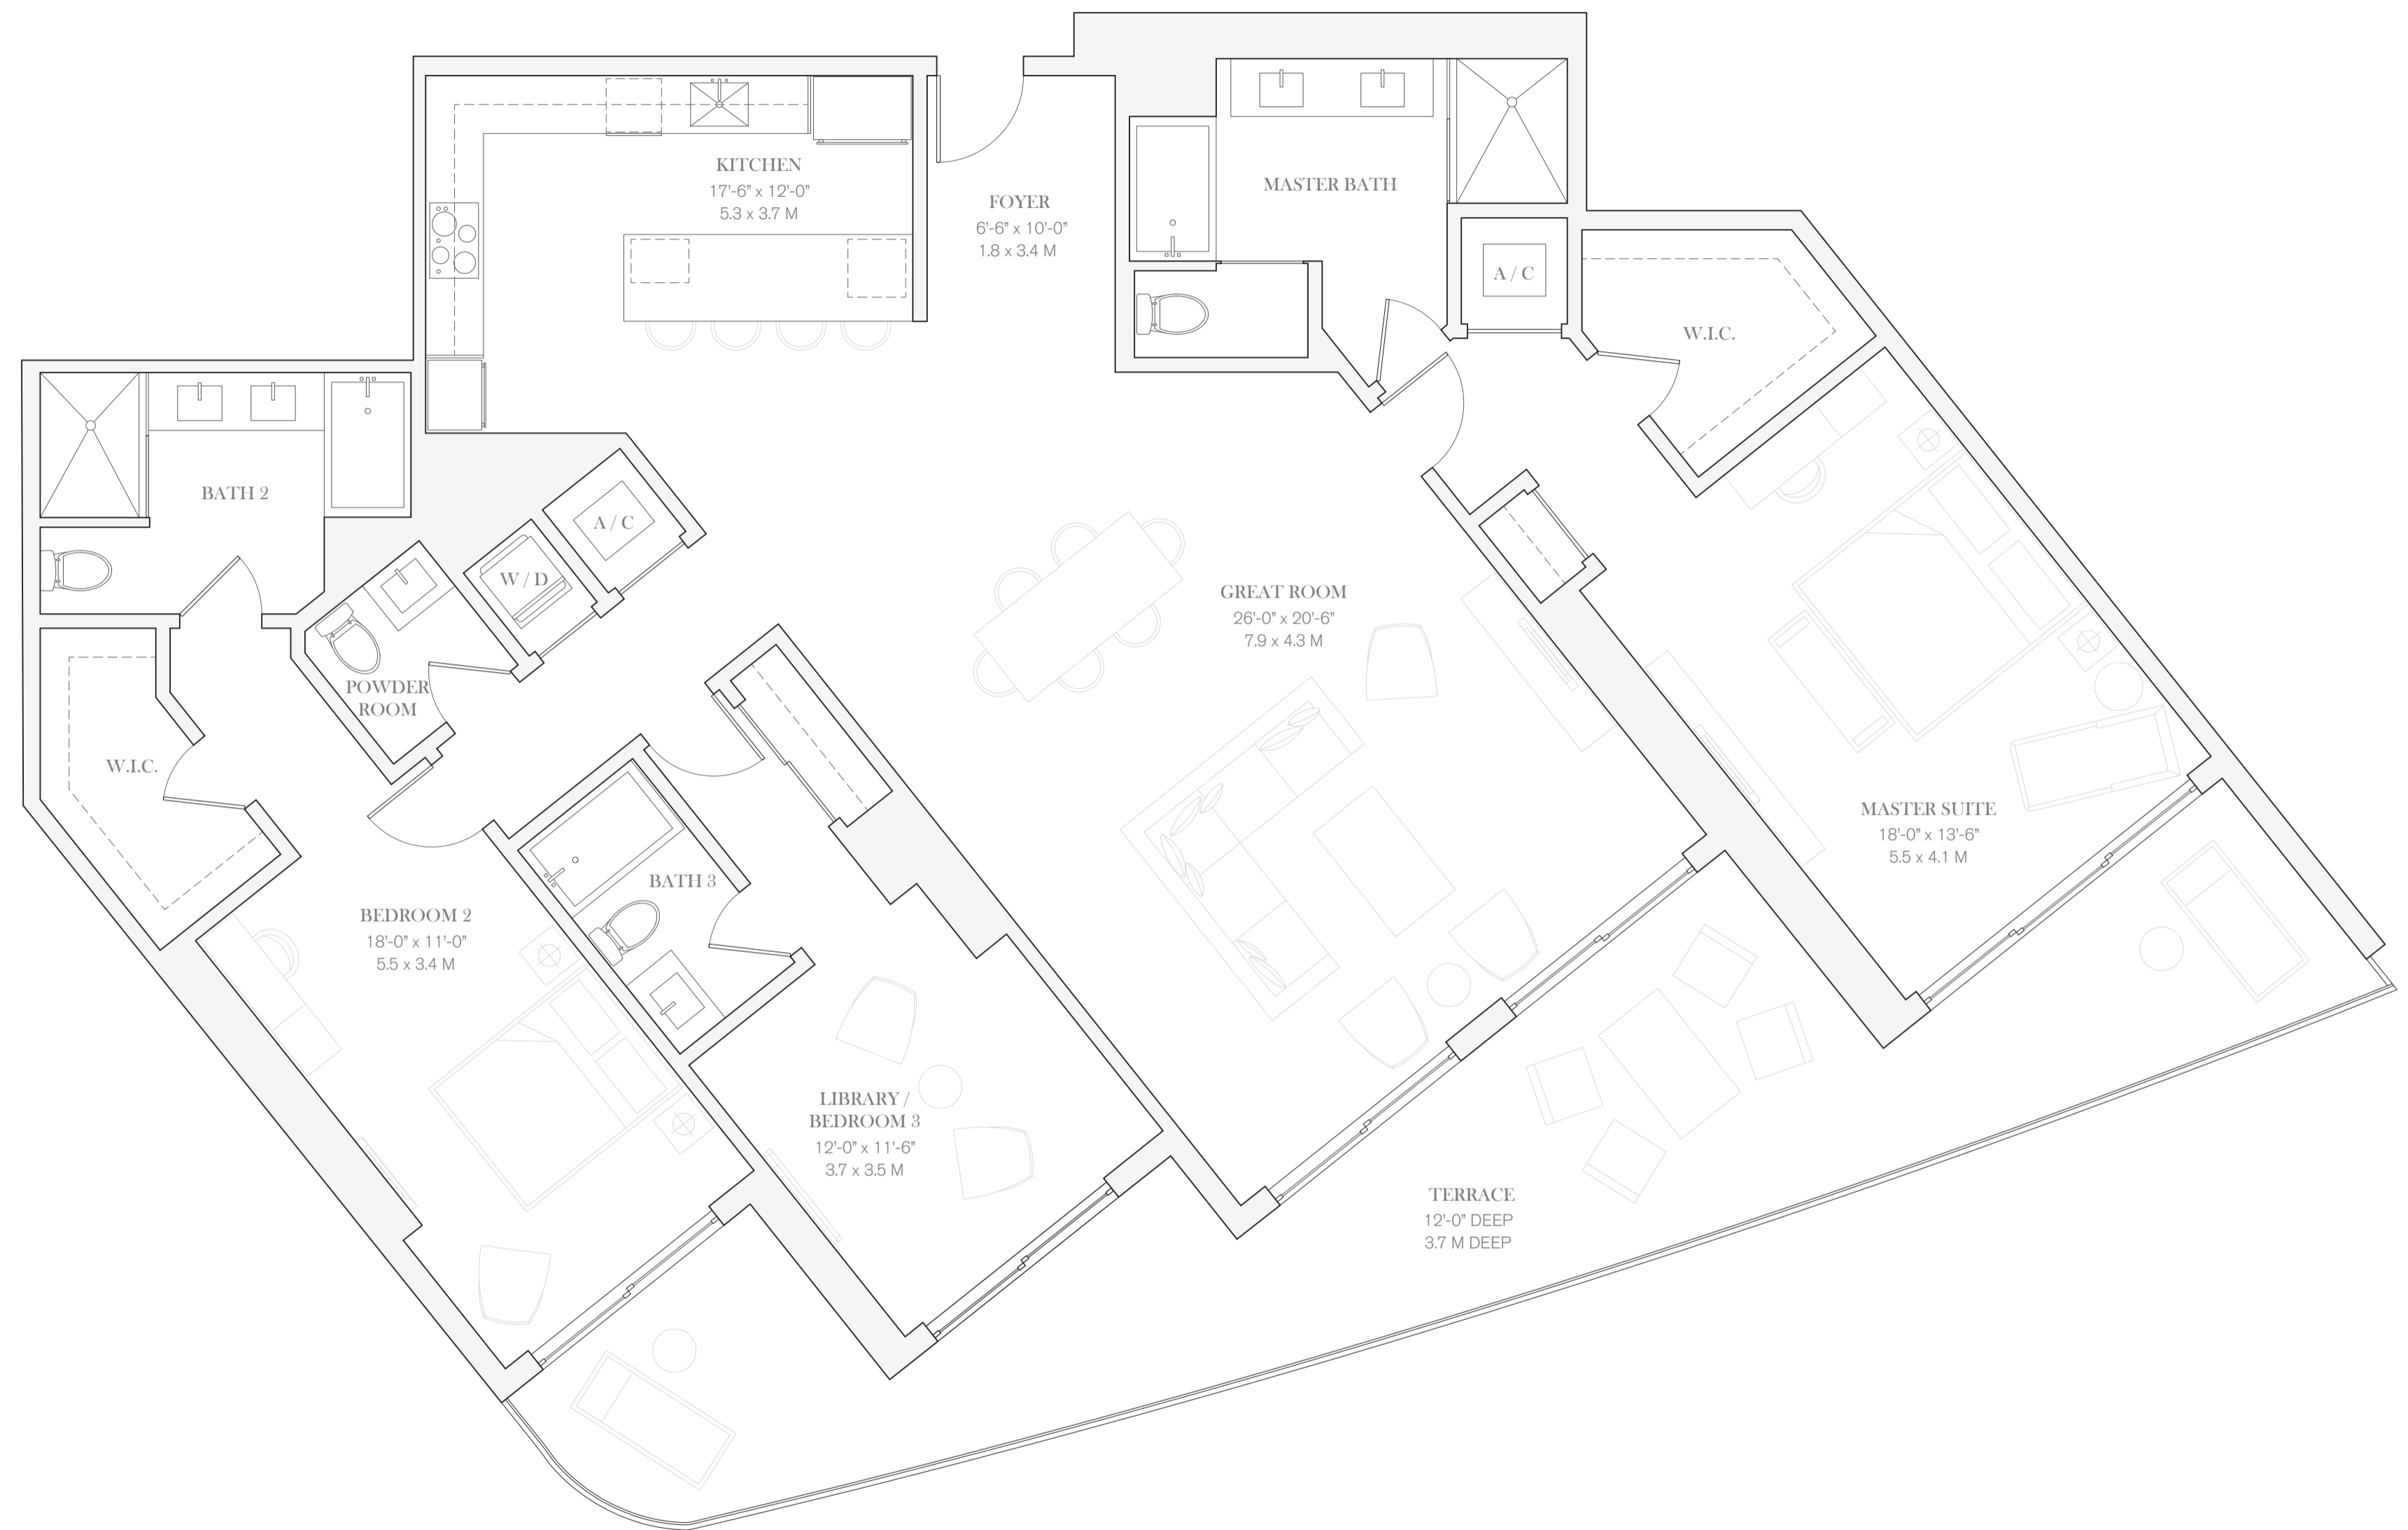 KITCHEN
17'-6" x 12'-0"
5.3 x 3.7 M
FOYER
6'-6" x 10'-0"
1.8 x 3.4 M
MASTER BATH
A / C
W.I.C.
BATH 2
A / C
W / D
POWDER
ROOM
W.I.C.
GREAT ROOM
26'-0" x 20'-6"
7.9 x 4.3 M
MASTER SUITE
18'-0" x 13'-6"
5.5 x 4.1 M
BATH 3
BEDROOM 2
18'-0" x 11'-0"
5.5 x 3.4 M
LIBRARY /
BEDROOM 3
12'-0" x 11'-6"
3.7 x 3.5 M
TERRACE
12'-0" DEEP
3.7 M DEEP